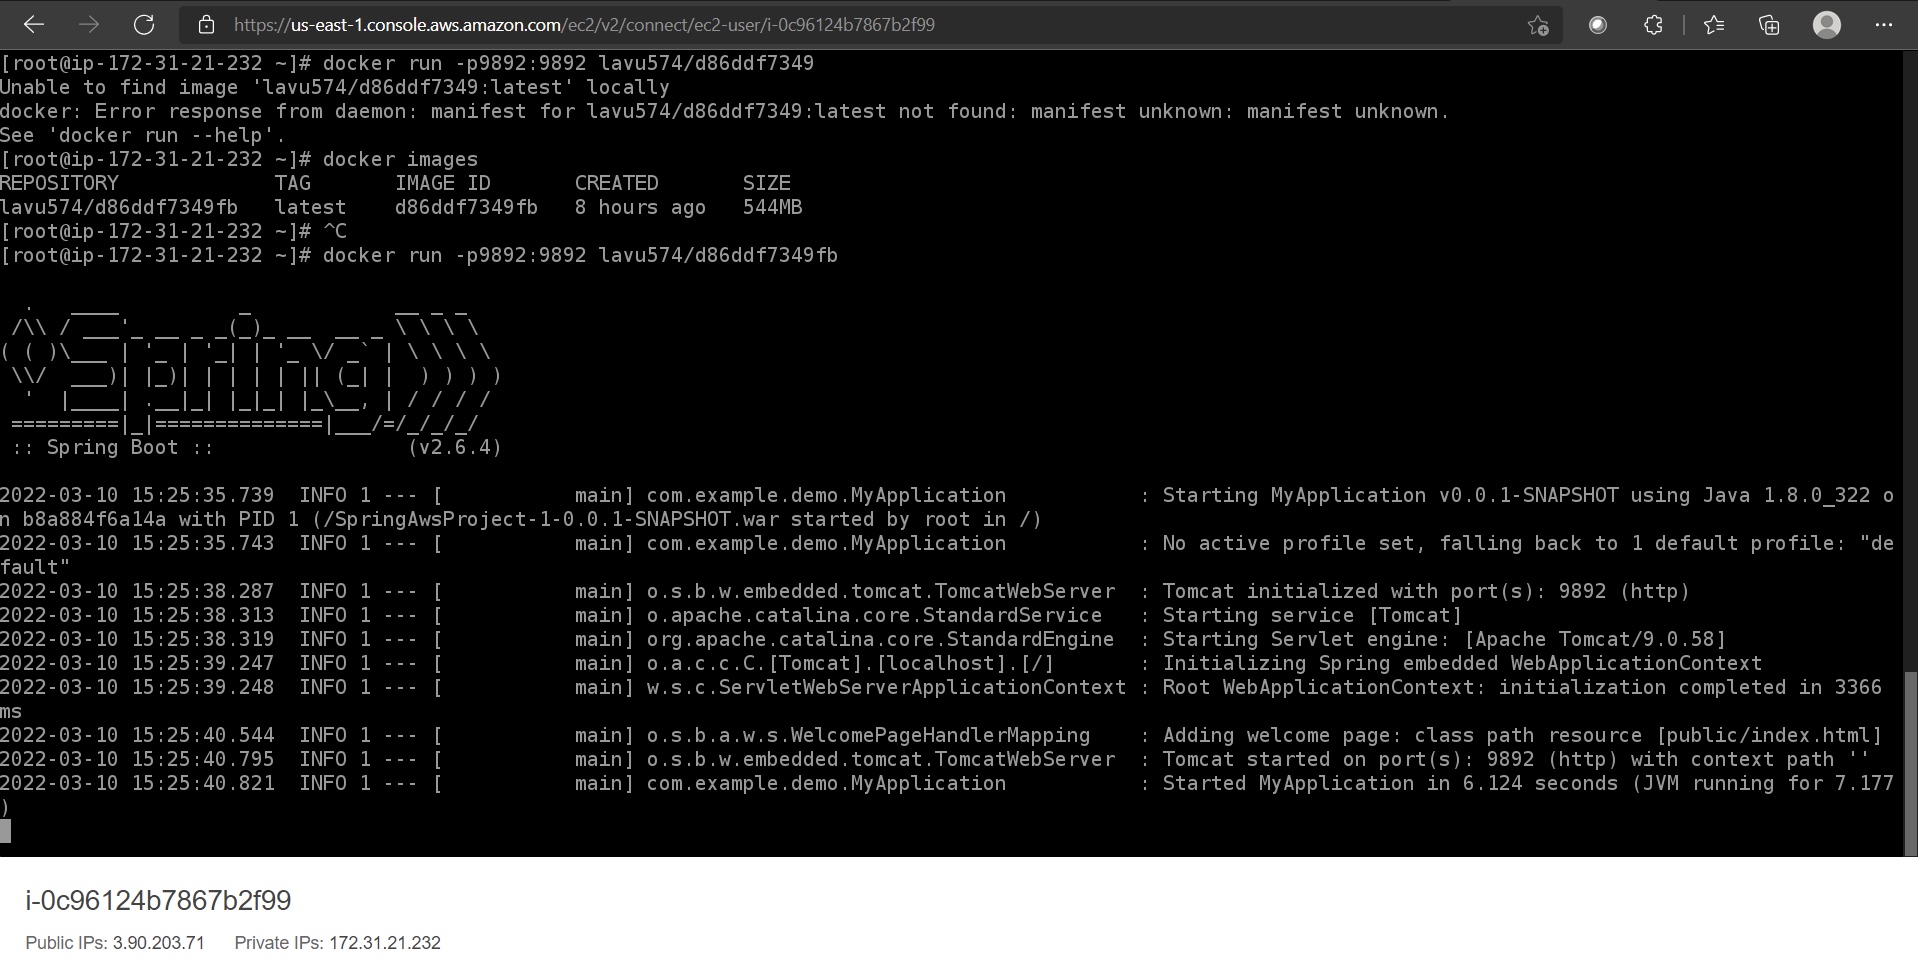 https://us-east-1.console.aws.amazon.com/ec2/v2/connect/ec2-user/i-0c96124b7867b2f99
[root@ip-172-31-21-232 ~]# docker run -p9892:9892 lavu574/d86ddf7349
Unable to find image 'lavu574/d86ddf7349:latest' locally
docker: Error response from daemon: manifest for lavu574/d86ddf7349:latest not found: manifest unknown: manifest unknown.
See 'docker run --help'.
[root@ip-172-31-21-232 ~]# docker images
REPOSITORY             TAG       IMAGE ID       CREATED       SIZE
lavu574/d86ddf7349fb   latest    d86ddf7349fb   8 hours ago   544MB
[root@ip-172-31-21-232 ~]# ^C
[root@ip-172-31-21-232 ~]# docker run -p9892:9892 lavu574/d86ddf7349fb
  .   ____          _            __ _ _
 /\\ / ___'_ __ _ _(_)_ __  __ _ \ \ \ \
( ( )\___ | '_ | '_| | '_ \/ _` | \ \ \ \
 \\/  ___)| |_)| | | | | || (_| |  ) ) ) )
  '  |____| .__|_| |_|_| |_\__, | / / / /
 =========|_|==============|___/=/_/_/_/
 :: Spring Boot ::                (v2.6.4)
2022-03-10 15:25:35.739  INFO 1 --- [           main] com.example.demo.MyApplication           : Starting MyApplication v0.0.1-SNAPSHOT using Java 1.8.0_322 o
n b8a884f6a14a with PID 1 (/SpringAwsProject-1-0.0.1-SNAPSHOT.war started by root in /)
2022-03-10 15:25:35.743  INFO 1 --- [           main] com.example.demo.MyApplication           : No active profile set, falling back to 1 default profile: "de
fault"
2022-03-10 15:25:38.287  INFO 1 --- [           main] o.s.b.w.embedded.tomcat.TomcatWebServer  : Tomcat initialized with port(s): 9892 (http)
2022-03-10 15:25:38.313  INFO 1 --- [           main] o.apache.catalina.core.StandardService   : Starting service [Tomcat]
2022-03-10 15:25:38.319  INFO 1 --- [           main] org.apache.catalina.core.StandardEngine  : Starting Servlet engine: [Apache Tomcat/9.0.58]
2022-03-10 15:25:39.247  INFO 1 --- [           main] o.a.c.c.C.[Tomcat].[localhost].[/]       : Initializing Spring embedded WebApplicationContext
2022-03-10 15:25:39.248  INFO 1 --- [           main] w.s.c.ServletWebServerApplicationContext : Root WebApplicationContext: initialization completed in 3366
ms
2022-03-10 15:25:40.544  INFO 1 --- [           main] o.s.b.a.w.s.WelcomePageHandlerMapping    : Adding welcome page: class path resource [public/index.html]
2022-03-10 15:25:40.795  INFO 1 --- [           main] o.s.b.w.embedded.tomcat.TomcatWebServer  : Tomcat started on port(s): 9892 (http) with context path ''
2022-03-10 15:25:40.821  INFO 1 --- [           main] com.example.demo.MyApplication           : Started MyApplication in 6.124 seconds (JVM running for 7.177
)
i-0c96124b7867b2f99
Public IPs: 3.90.203.71 Private IPs: 172.31.21.232